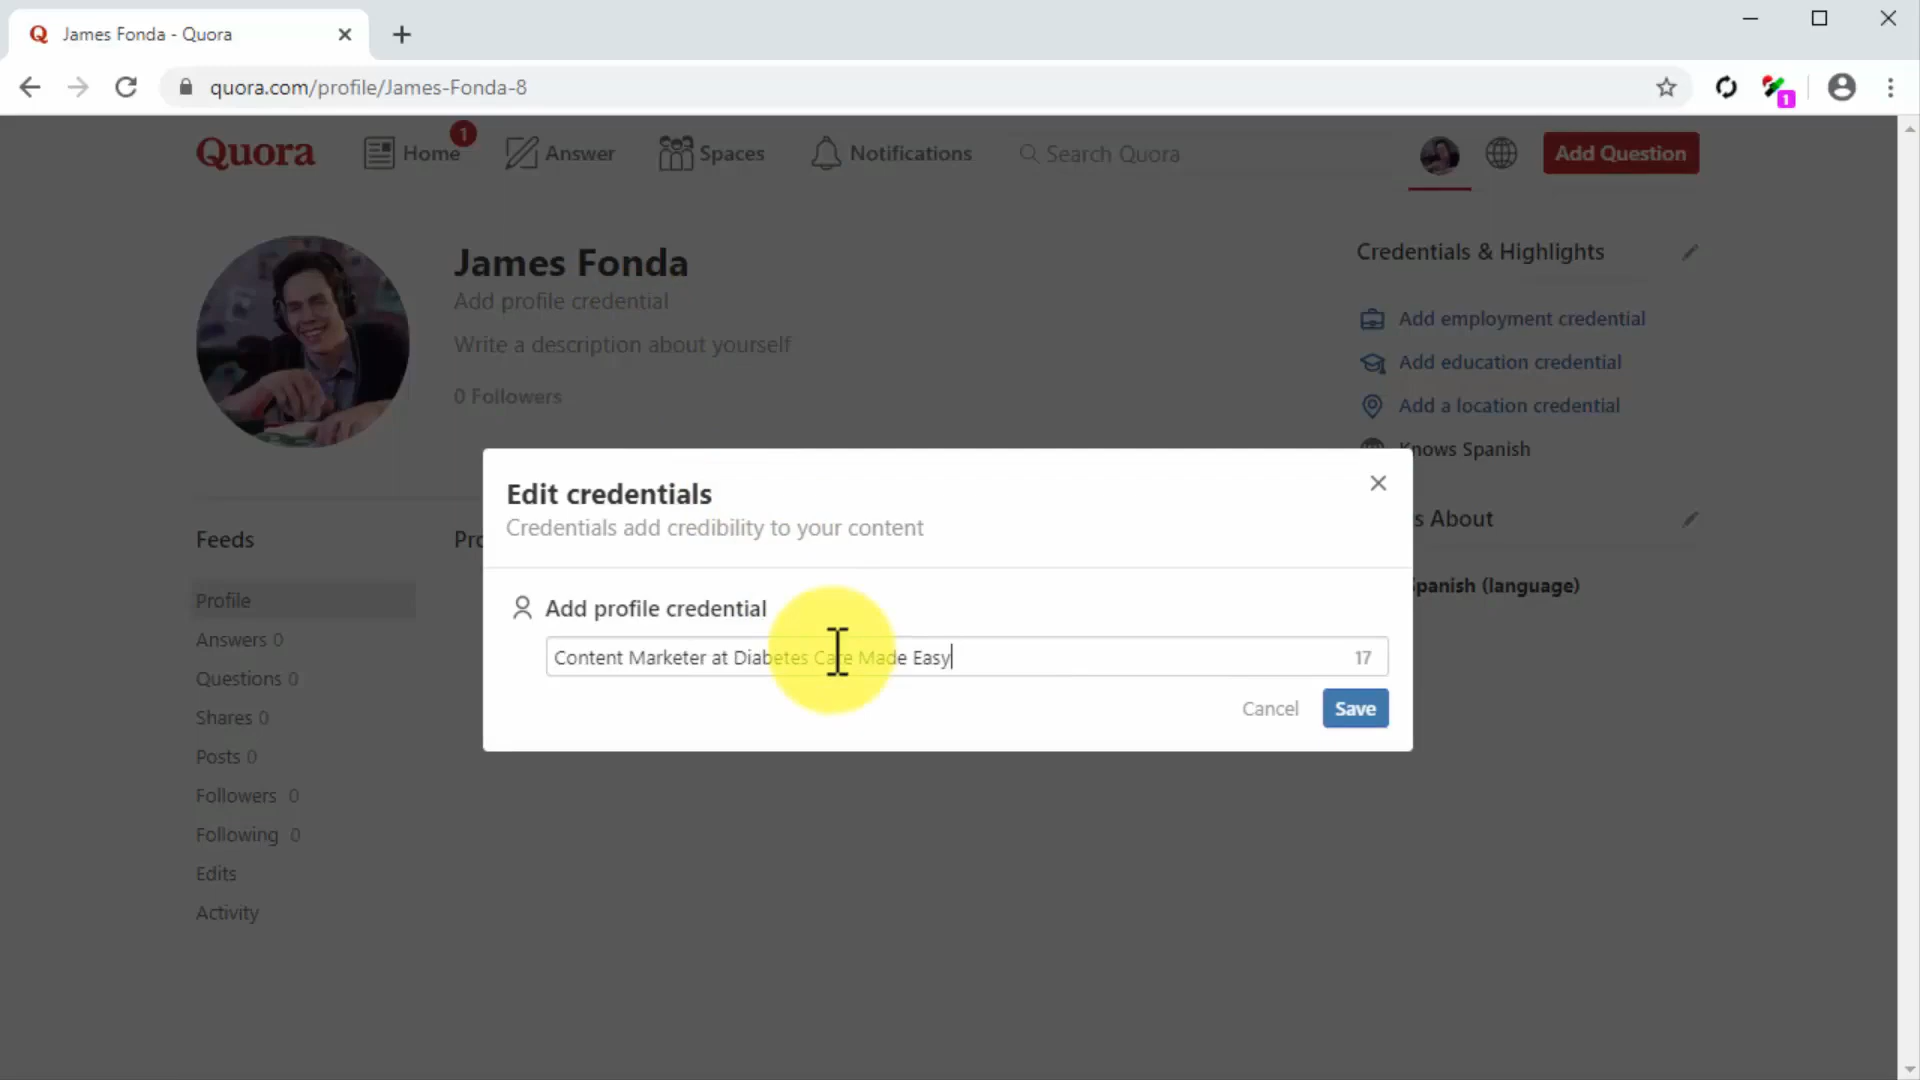 James Fonda - Quora
quora.com/profile/James-Fonda-8
1
Quora
Home
1
Answer
Spaces
Notifications
Search Quora
Add Question
James Fonda
Add profile credential
Write a description about yourself
0 Followers
Credentials & Highlights
Add employment credential
Add education credential
Add a location credential
nows Spanish
s About
panish (language)
Feeds
Pro
Profile
Answers 0
Questions 0
Shares 0
Posts 0
Followers 0
Following 0
Edits
Activity
Edit credentials
Credentials add credibility to your content
Add profile credential
Content Marketer at Diabetes Care Made Easy
17
Cancel
Save